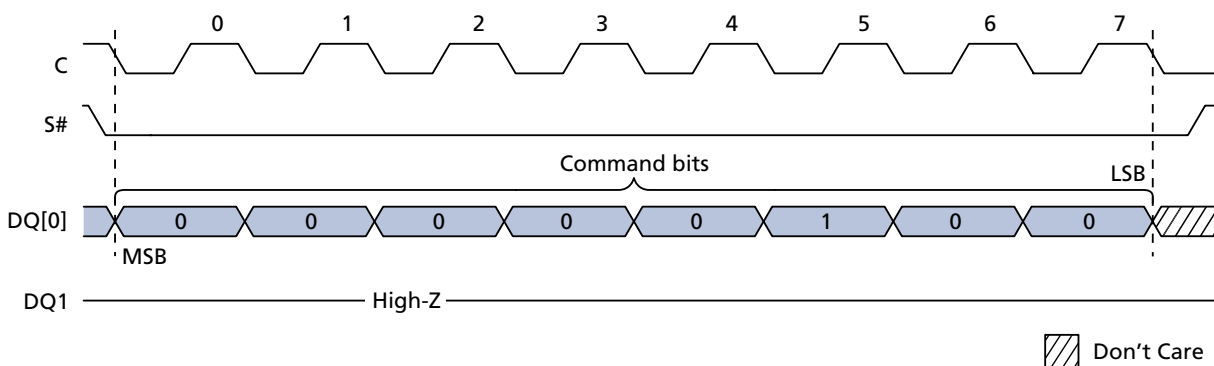 0 1 2 3 4 5 6 7
C
S#
Command bits
LSB
DQ[0] 0 0 0 0 0 1 0 0
MSB
DQ1 High-Z
Don't Care